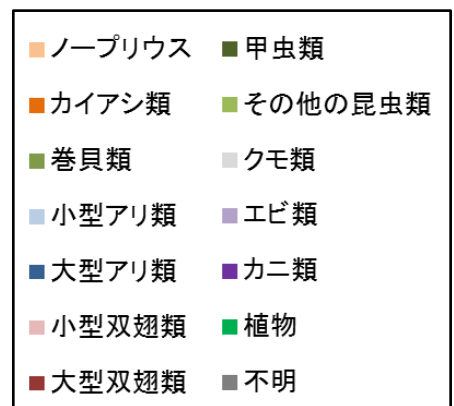 ノープリウス 甲虫類
カイアシ類 その他の昆虫類
巻貝類 クモ類
小型アリ類 エビ類
大型アリ類 カニ類
小型双翅類 植物
大型双翅類 不明